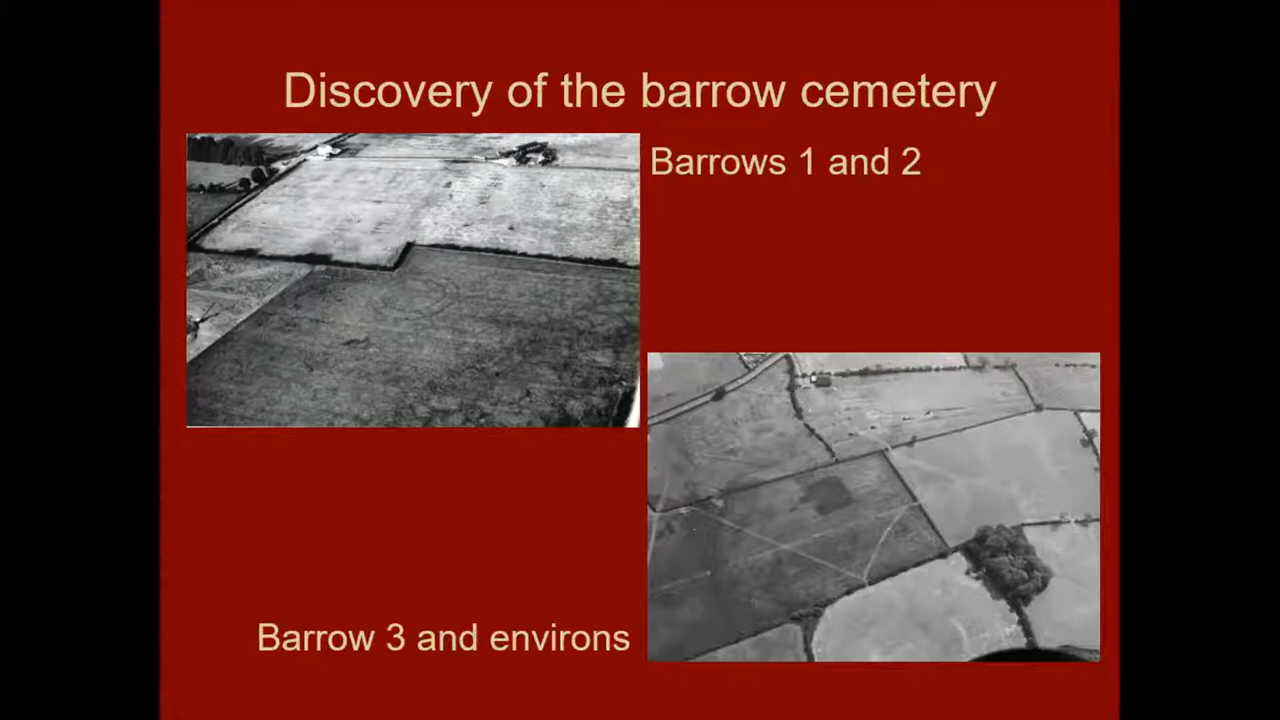 Discovery of the barrow cemetery
Barrows 1 and 2
Barrow 3 and environs